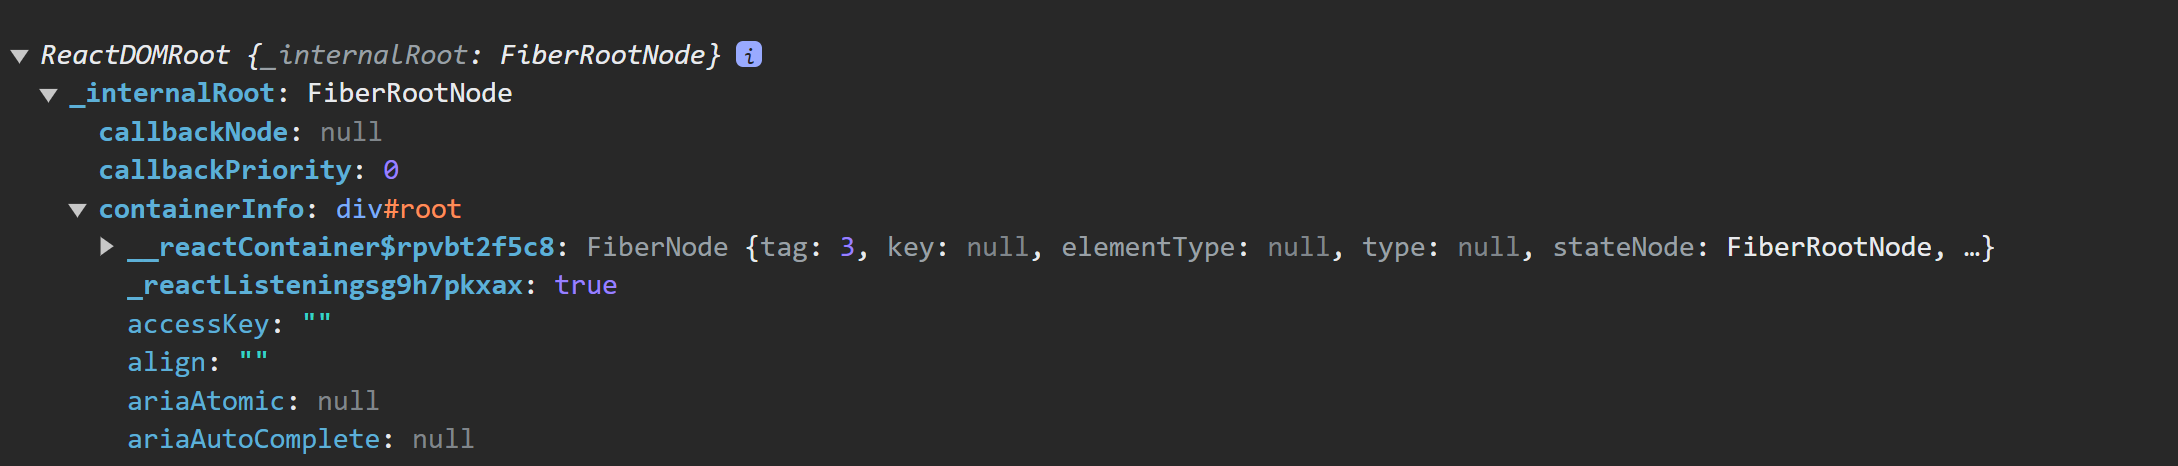 ▼ ReactDOMRoot {_internalRoot: FiberRootNode} i
▼ _internalRoot: FiberRootNode
callbackNode: null
callbackPriority: 0
▼ containerInfo: div#root
▶ __reactContainer$rpvbt2f5c8: FiberNode {tag: 3, key: null, elementType: null, type: null, stateNode: FiberRootNode, …}
_reactListeningsg9h7pkxax: true
accessKey: ""
align: ""
ariaAtomic: null
ariaAutoComplete: null